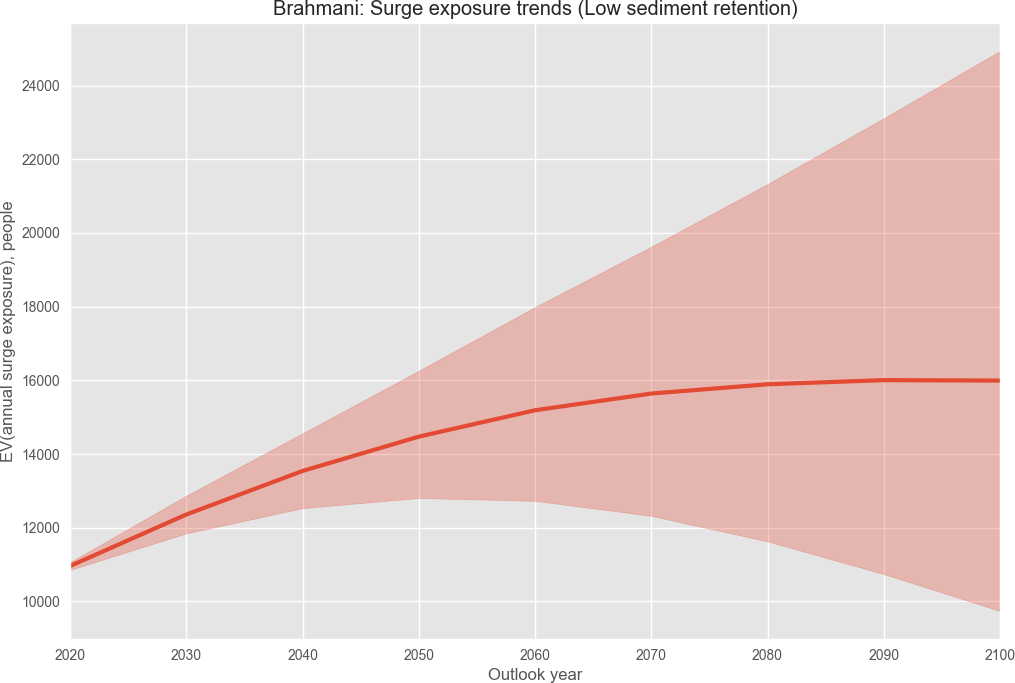 Brahmani: Surge exposure trends (Low sediment retention)
EV(annual surge exposure), people
24000
22000
20000
18000
16000
14000
12000
10000
2020 2030 2040 2050 2060 2070 2080 2090 2100
Outlook year